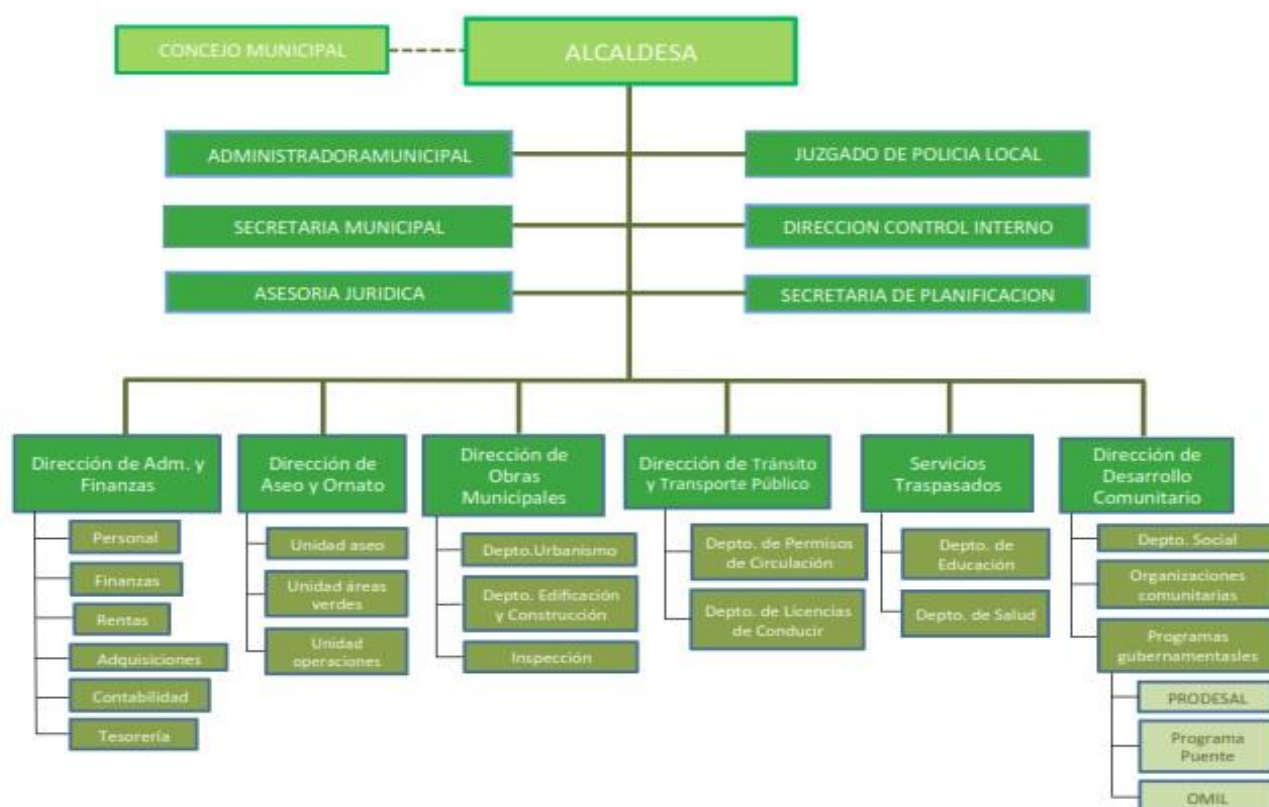 CONCEJO MUNICIPAL
ALCALDESA
ADMINISTRADORAMUNICIPAL
JUZGADO DE POLICIA LOCAL
SECRETARIA MUNICIPAL
DIRECCION CONTROL INTERNO
ASESORIA JURIDICA
SECRETARIA DE PLANIFICACION
Dirección de Adm. y
Finanzas
Personal
Finanzas
Rentas
Adquisiciones
Contabilidad
Tesorería
Dirección de
Aseo y Ornato
Unidad aseo
Unidad áreas
verdes
Unidad
operaciones
Dirección de
Obras
Municipales
Depto.Urbanismo
Depto. Edificación
y Construcción
Inspección
Dirección de Tránsito
y Transporte Público
Depto. de Permisos
de Circulación
Depto. de Licencias
de Conducir
Servicios
Traspasados
Depto. de
Educación
Depto. de Salud
Dirección de
Desarrollo
Comunitario
Depto. Social
Organizaciones
comunitarias
Programas
gubernamentasles
PRODESAL
Programa
Puente
OMIL